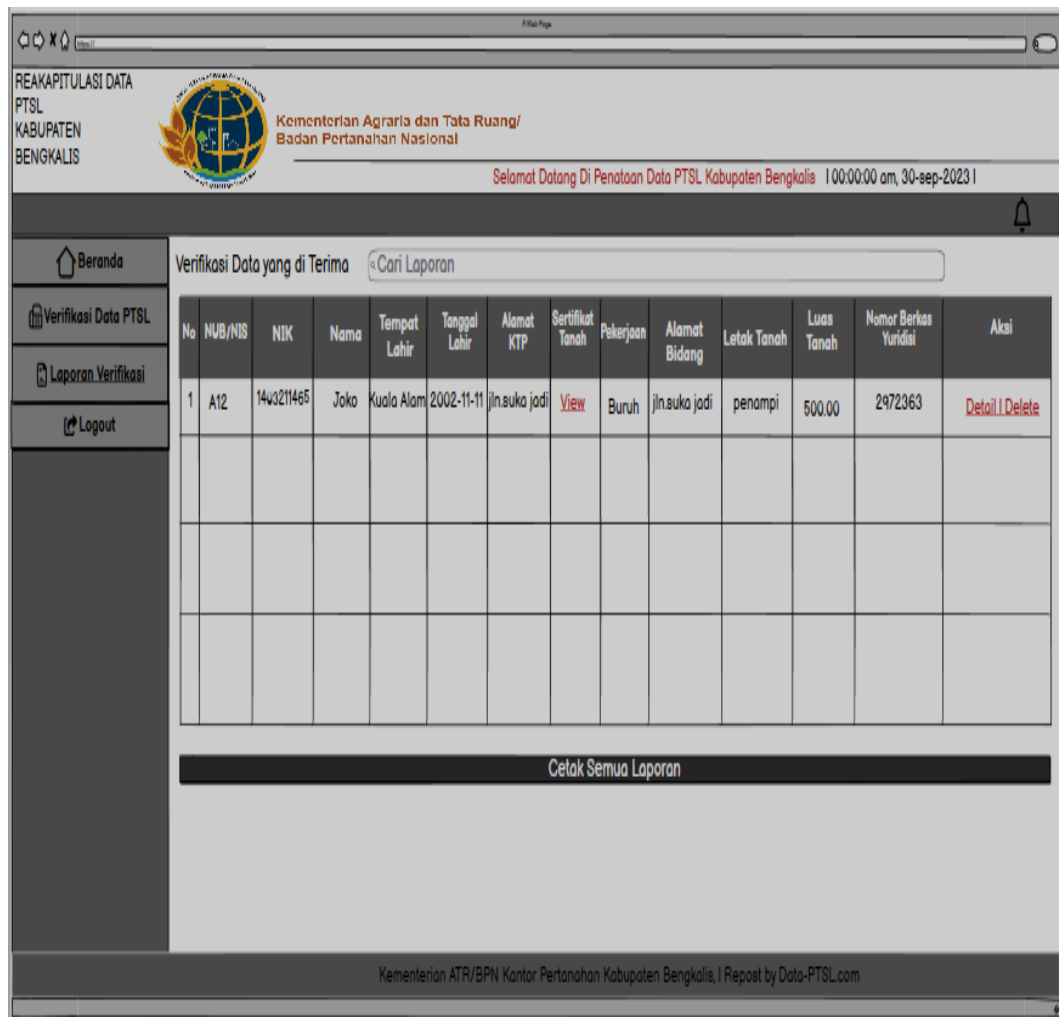 A Web Page
https://
REAKAPITULASI DATA
PTSL
KABUPATEN
BENGKALIS
Kementerian Agraria dan Tata Ruang/
Badan Pertanahan Nasional
Selamat Datang Di Penataan Data PTSL Kabupaten Bengkalis | 00:00:00 am, 30-sep-2023 |
Beranda
Verifikasi Data PTSL
Laporan Verifikasi
Logout
Verifikasi Data yang di Terima
Cari Laporan
No NUB/NIS NIK Nama Tempat Lahir Tanggal Lahir Alamat KTP Sertifikat Tanah Pekerjaan Alamat Bidang Letak Tanah Luas Tanah Nomor Berkas Yuridisi Aksi
1 A12 1403211465 Joko Kuala Alam 2002-11-11 jln.suka jadi View Buruh jln.suka jadi penampi 500.00 2972363 Detail | Delete
Cetak Semua Laporan
Kementerian ATR/BPN Kantor Pertanahan Kabupaten Bengkalis, | Repost by Data-PTSL.com